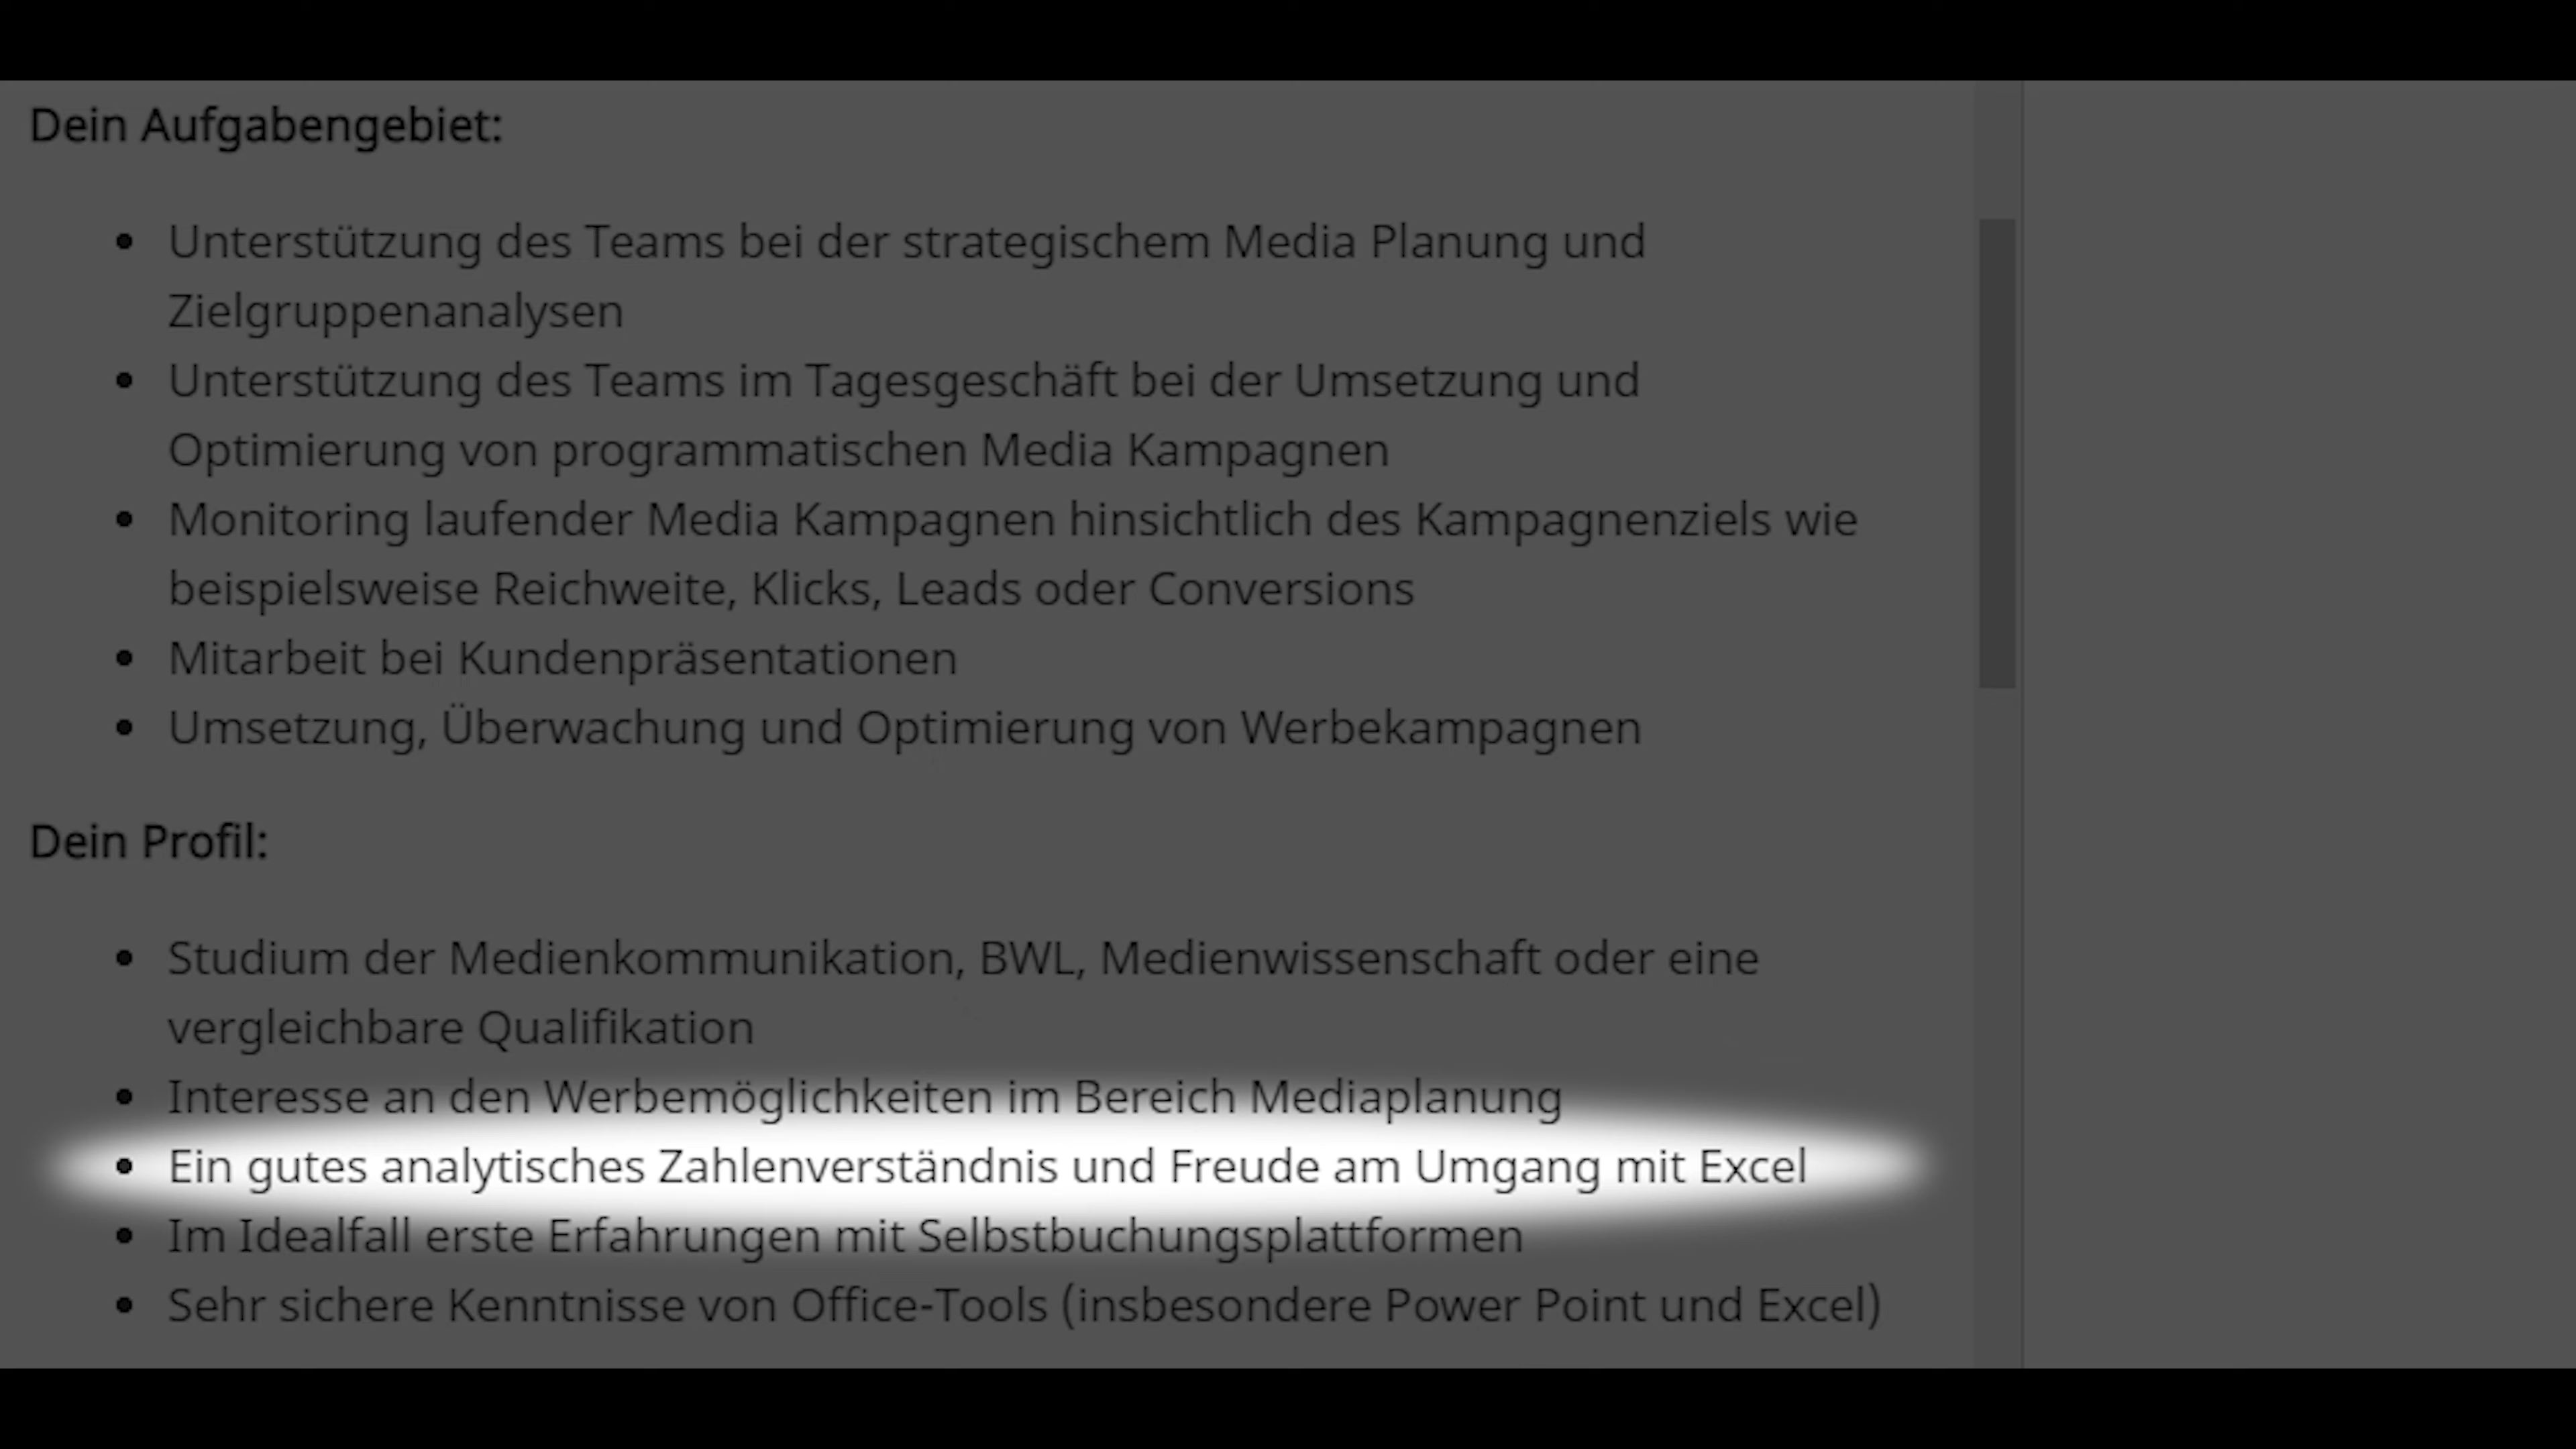 Dein Aufgabengebiet:
Unterstützung des Teams bei der strategischem Media Planung und
Zielgruppenanalysen
Unterstützung des Teams im Tagesgeschäft bei der Umsetzung und
Optimierung von programmatischen Media Kampagnen
Monitoring laufender Media Kampagnen hinsichtlich des Kampagnenziels wie
beispielsweise Reichweite, Klicks, Leads oder Conversions
Mitarbeit bei Kundenpräsentationen
Umsetzung, Überwachung und Optimierung von Werbekampagnen
Dein Profil:
Studium der Medienkommunikation, BWL, Medienwissenschaft oder eine
vergleichbare Qualifikation
Interesse an den Werbemöglichkeiten im Bereich Mediaplanung
Ein gutes analytisches Zahlenverständnis und Freude am Umgang mit Excel
Im Idealfall erste Erfahrungen mit Selbstbuchungsplattformen
Sehr sichere Kenntnisse von Office-Tools (insbesondere Power Point und Excel)